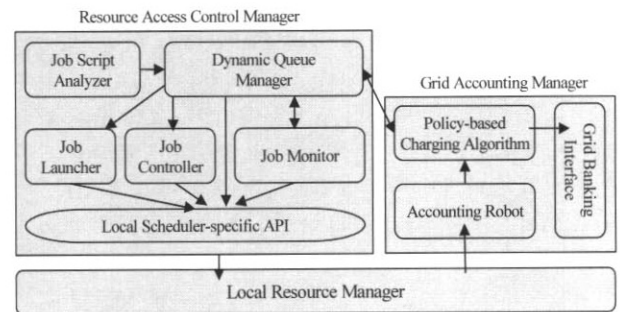 Resource Access Control Manager
Job Script
Analyzer
Dynamic Queue
Manager
Job
Launcher
Job
Controller
Job Monitor
Local Scheduler-specific API
Grid Accounting Manager
Policy-based
Charging Algorithm
Grid Banking
Interface
Accounting Robot
Local Resource Manager